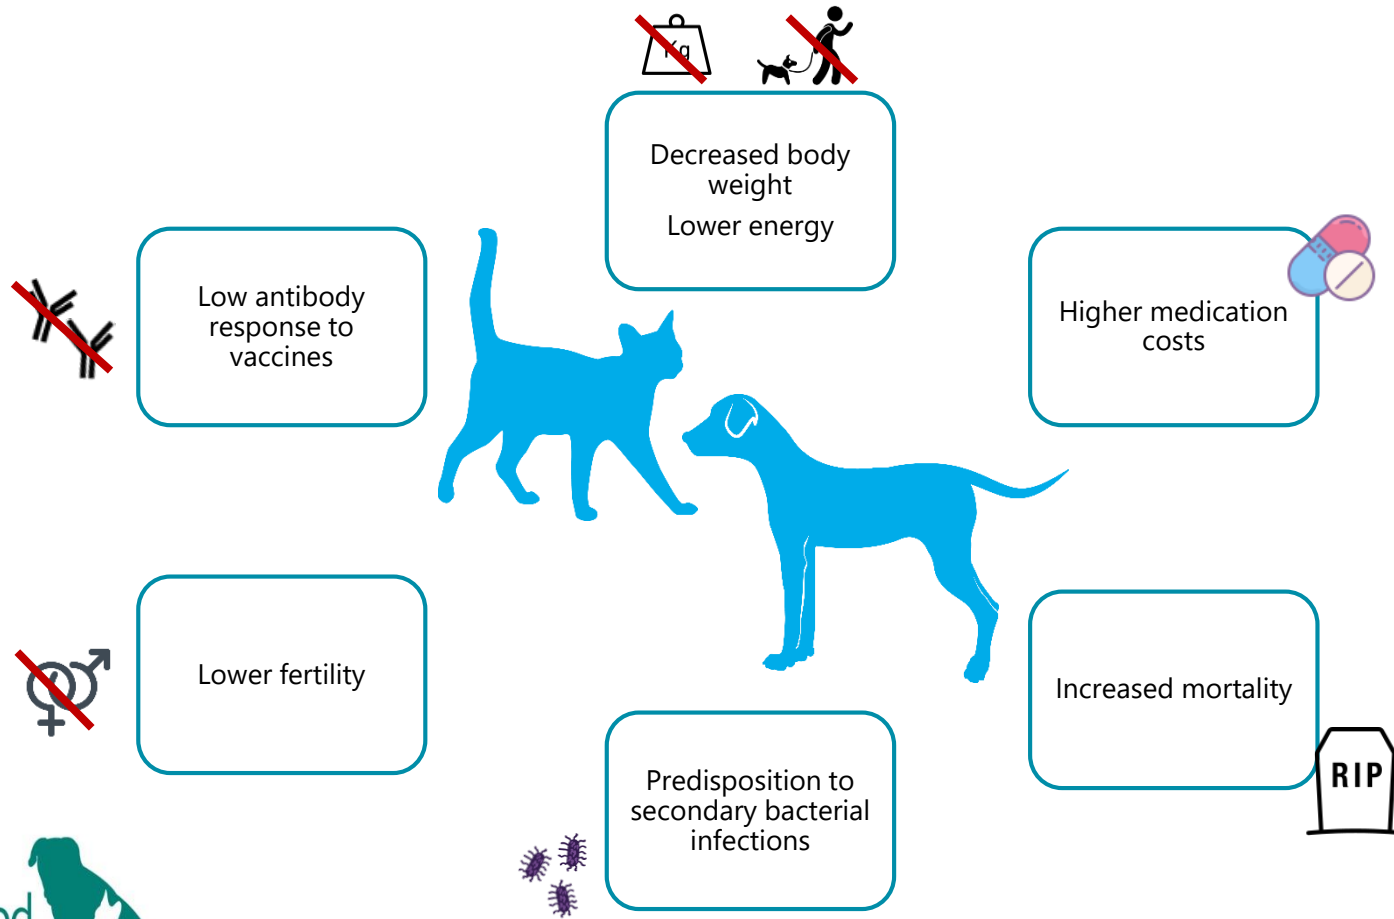 Kg
Decreased body
weight
Lower energy
Low antibody
response to
vaccines
Higher medication
costs
Lower fertility
Increased mortality
RIP
Predisposition to
secondary bacterial
infections